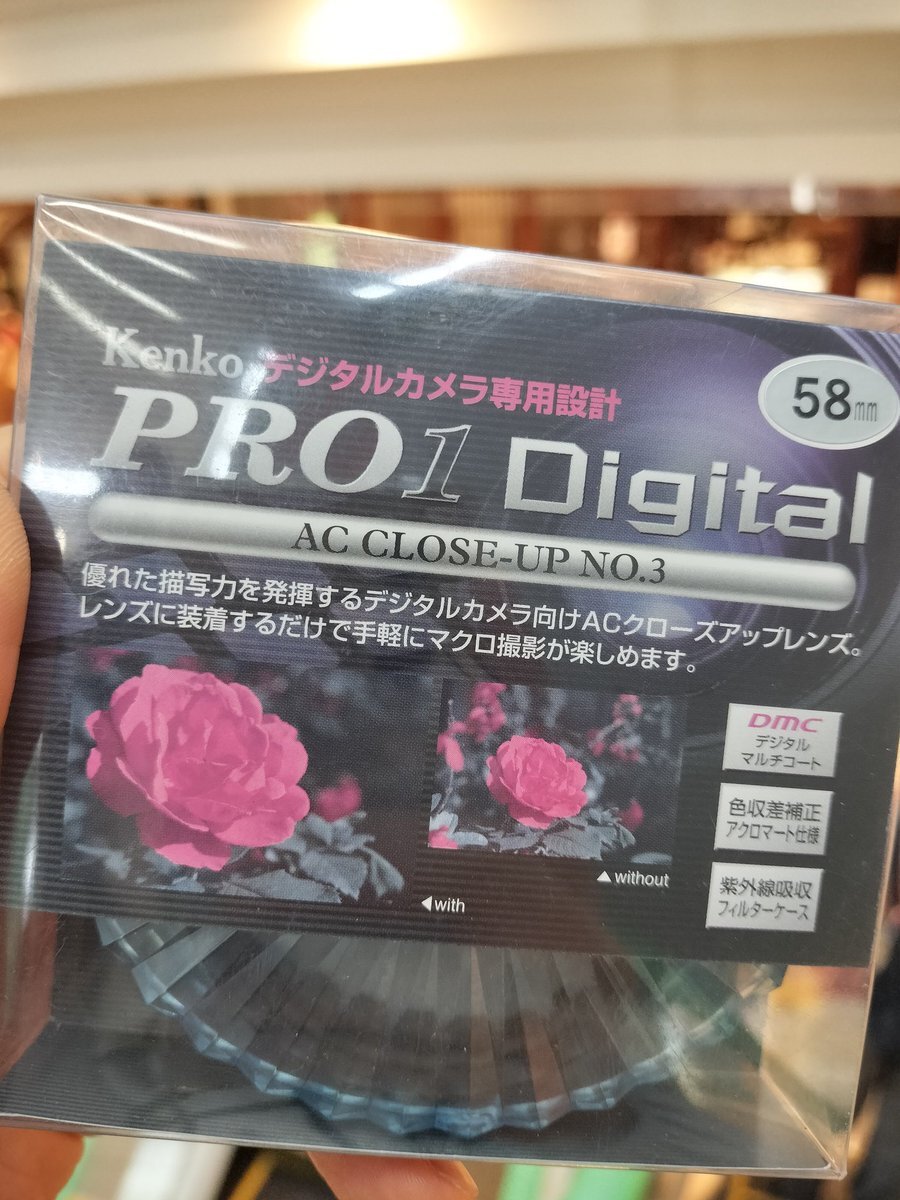 Kenko デジタルカメラ専用設計
58mm
PRO1 Digital
AC CLOSE-UP NO.3
優れた描写力を発揮するデジタルカメラ向けACクローズアップレンズ。
レンズに装着するだけで手軽にマクロ撮影が楽しめます。
DMC
デジタル
マルチコート
色収差補正
アクロマート仕様
紫外線吸収
フィルターケース
▲without
◀with